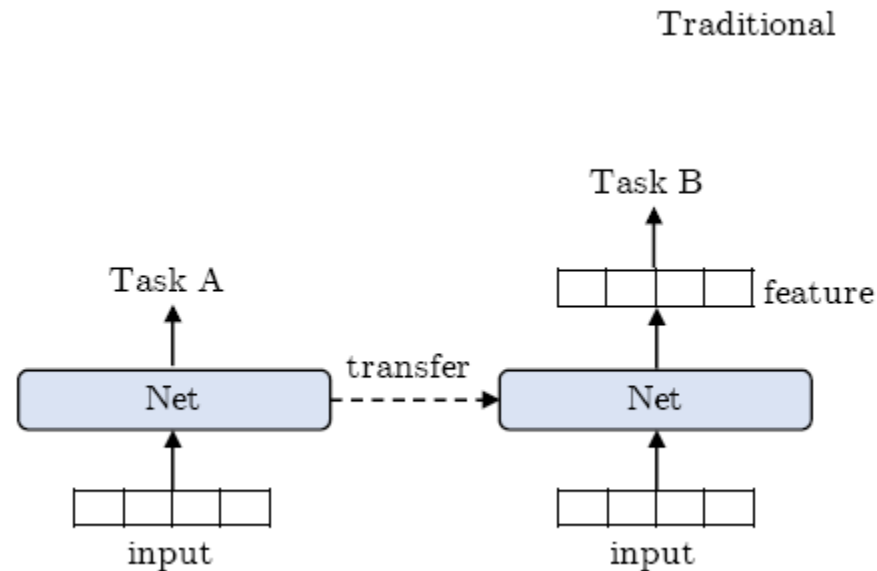 Traditional
Task B
Task A
feature
transfer
Net
Net
input
input